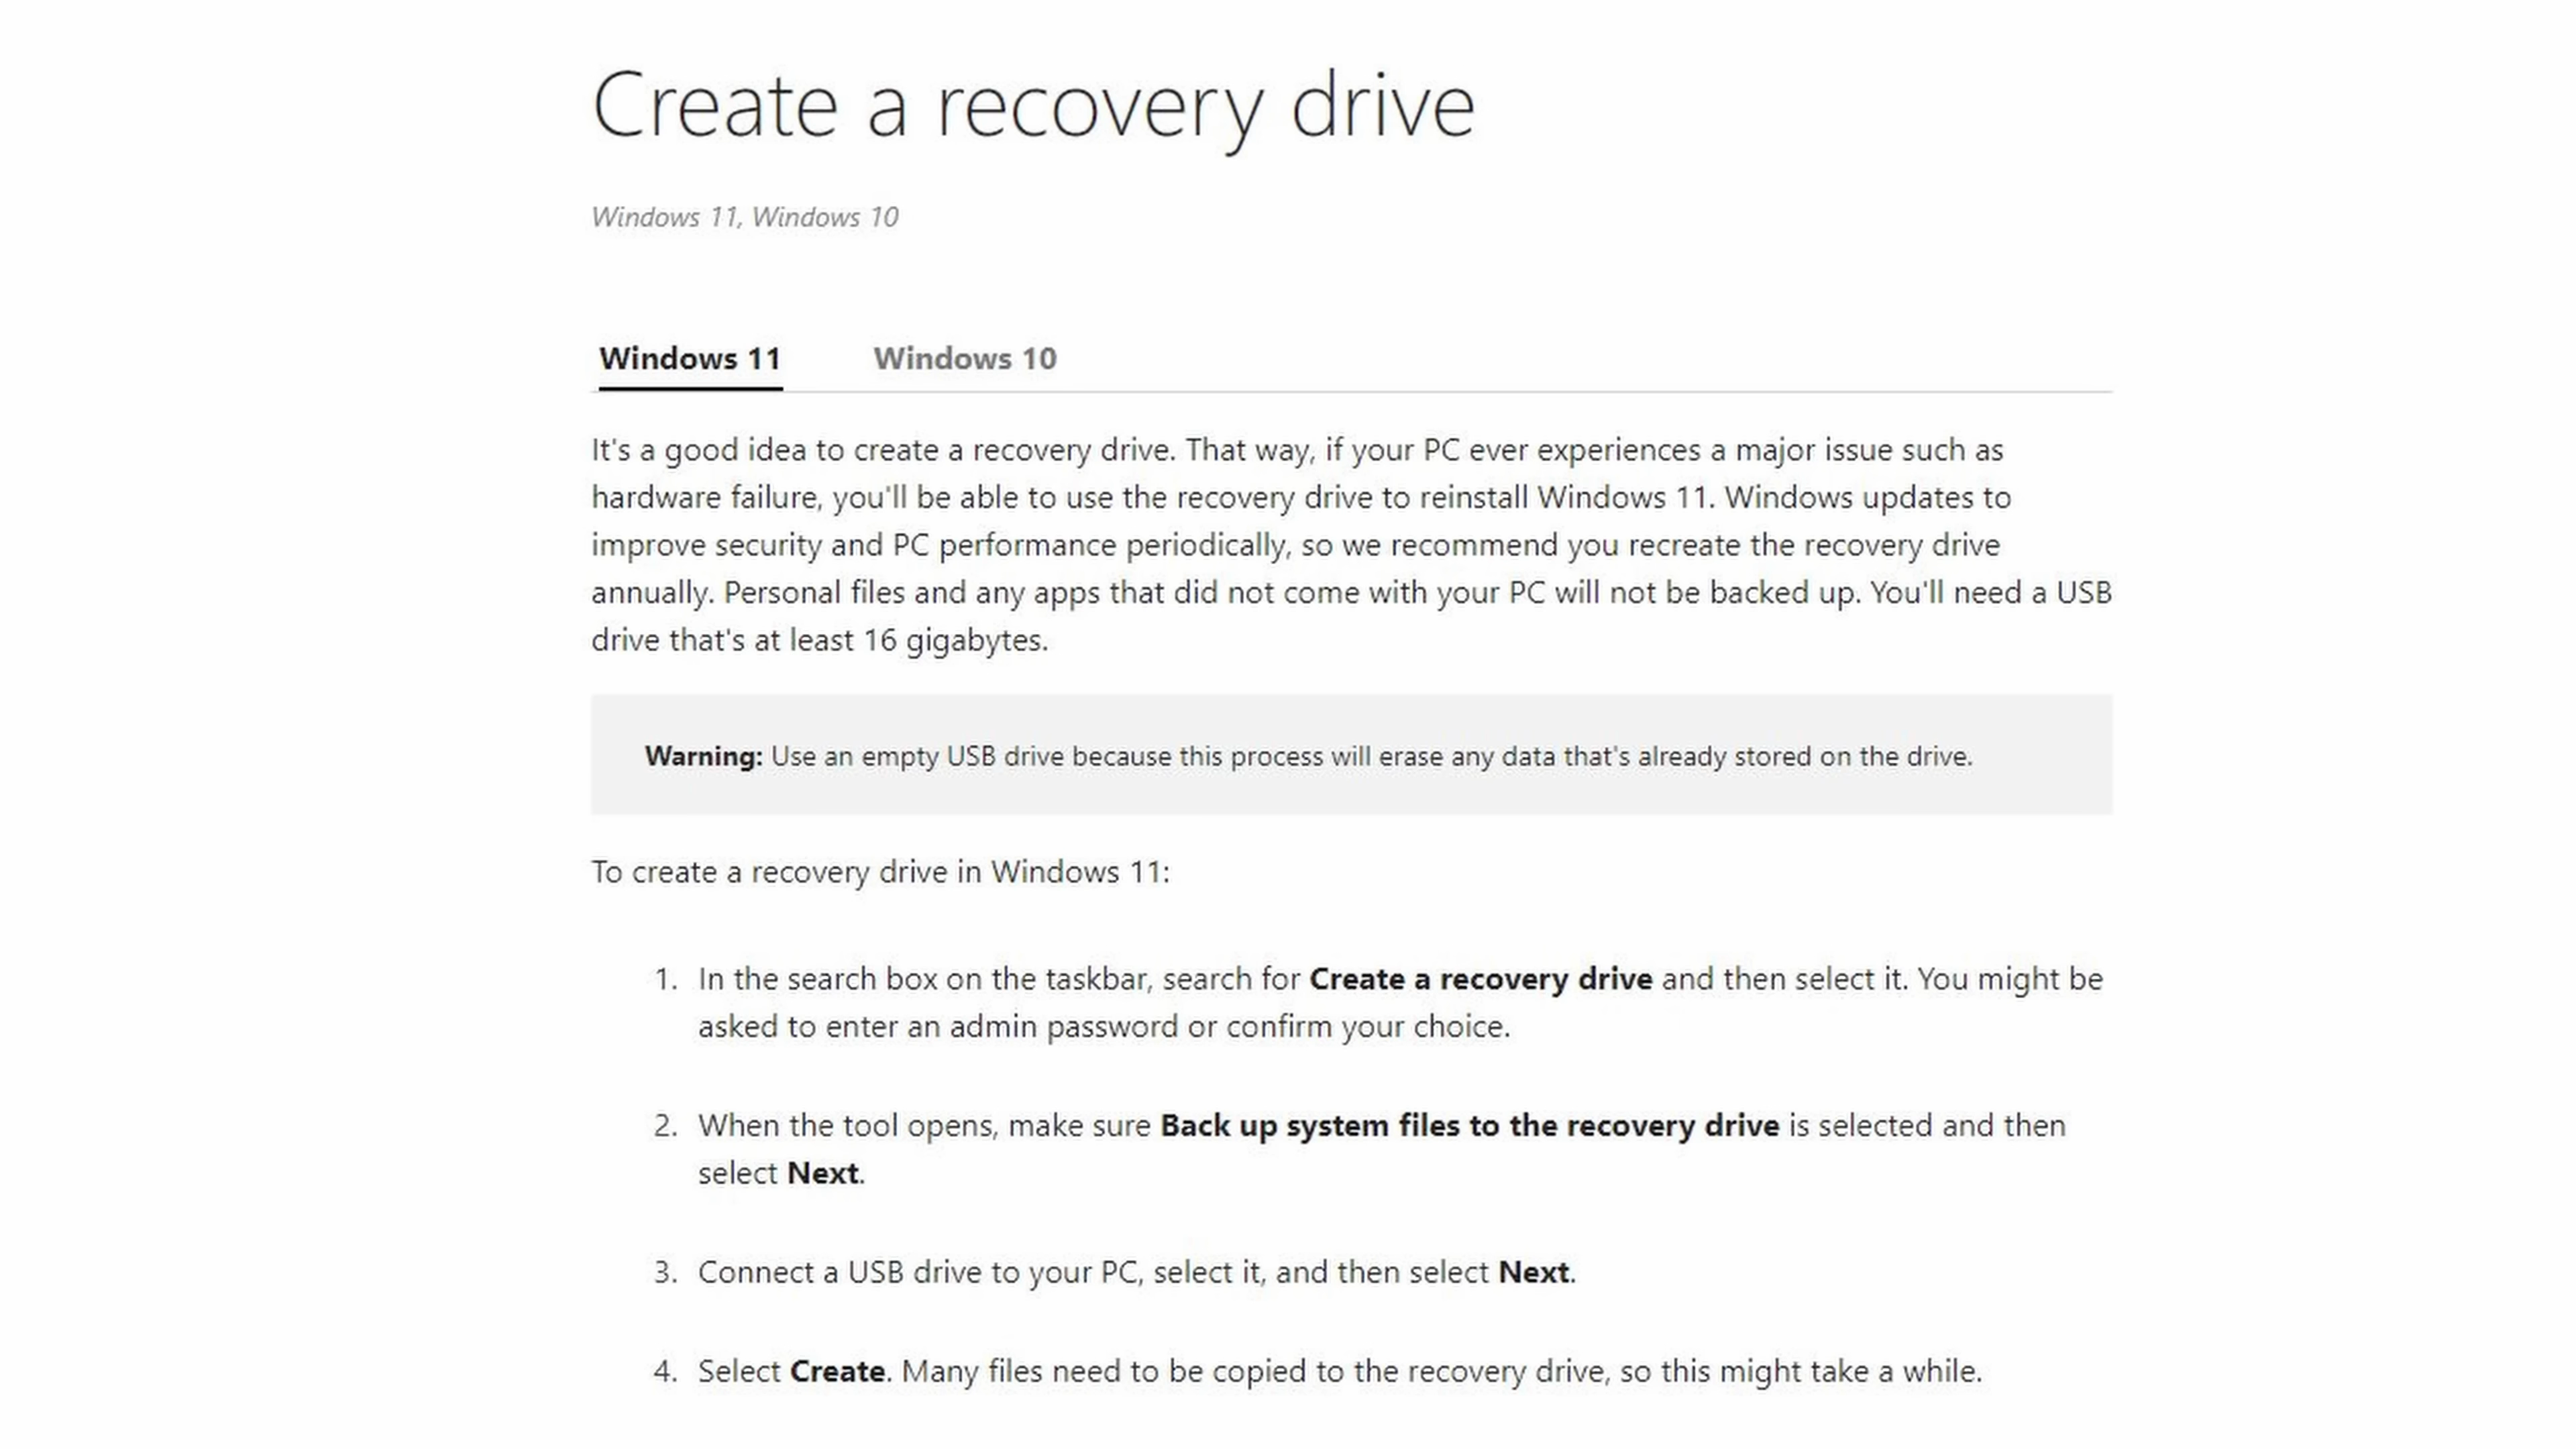 Create a recovery drive
Windows 11, Windows 10
Windows 11 Windows 10
It's a good idea to create a recovery drive. That way, if your PC ever experiences a major issue such as
hardware failure, you'll be able to use the recovery drive to reinstall Windows 11. Windows updates to
improve security and PC performance periodically, so we recommend you recreate the recovery drive
annually. Personal files and any apps that did not come with your PC will not be backed up. You'll need a USB
drive that's at least 16 gigabytes.
Warning: Use an empty USB drive because this process will erase any data that's already stored on the drive.
To create a recovery drive in Windows 11:
1. In the search box on the taskbar, search for Create a recovery drive and then select it. You might be
asked to enter an admin password or confirm your choice.
2. When the tool opens, make sure Back up system files to the recovery drive is selected and then
select Next.
3. Connect a USB drive to your PC, select it, and then select Next.
4. Select Create. Many files need to be copied to the recovery drive, so this might take a while.